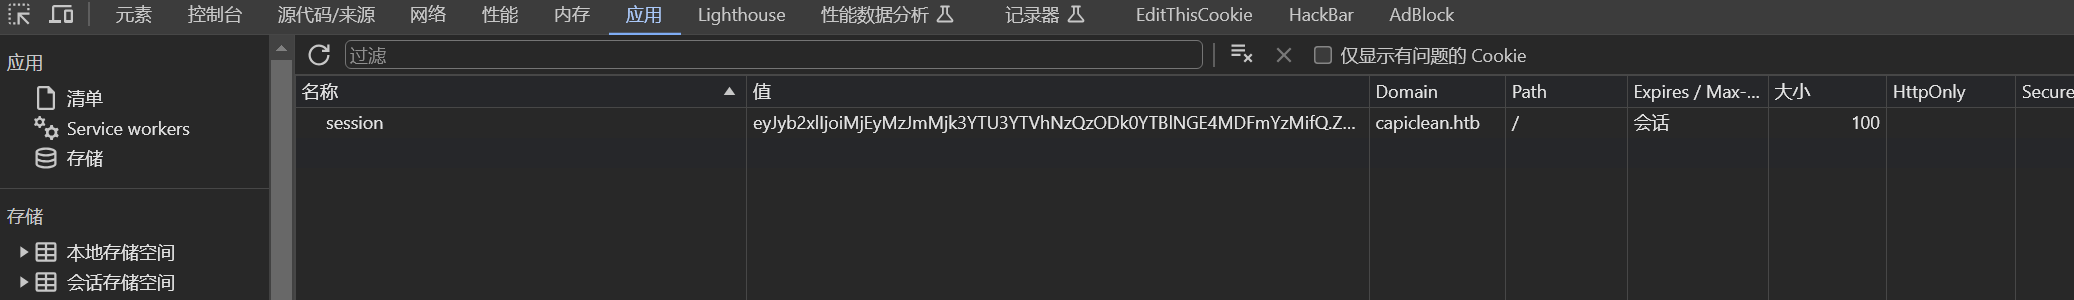 元素 控制台 源代码/来源 网络 性能 内存 应用 Lighthouse 性能数据分析 记录器 EditThisCookie HackBar AdBlock
应用
清单
Service workers
存储
存储
本地存储空间
会话存储空间
过滤 仅显示有问题的 Cookie
名称 值 Domain Path Expires / Max-... 大小 HttpOnly Secure
session eyJyb2xlIjoiMjEyMzJmMjk3YTU3YTVhNzQzODk0YTBlNGE4MDFmYzMifQ.Z... capiclean.htb / 会话 100